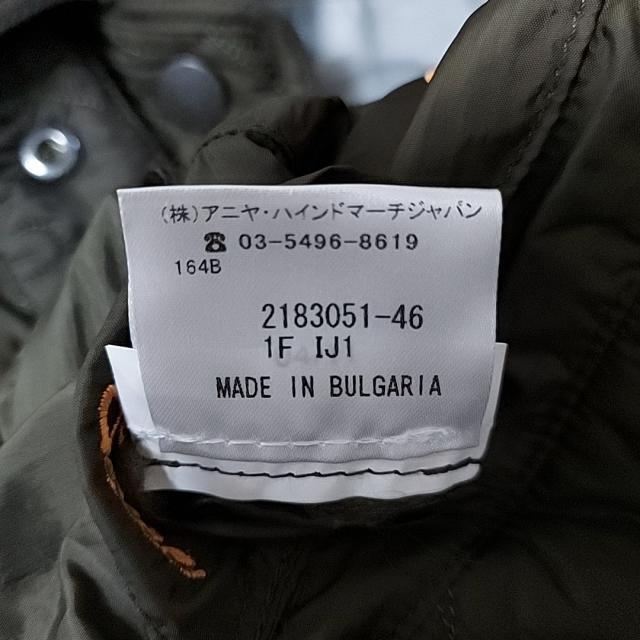 (株)アニヤ・ハインドマーチジャパン
☎ 03-5496-8619
164B
2183051-46
1F IJ1
MADE IN BULGARIA